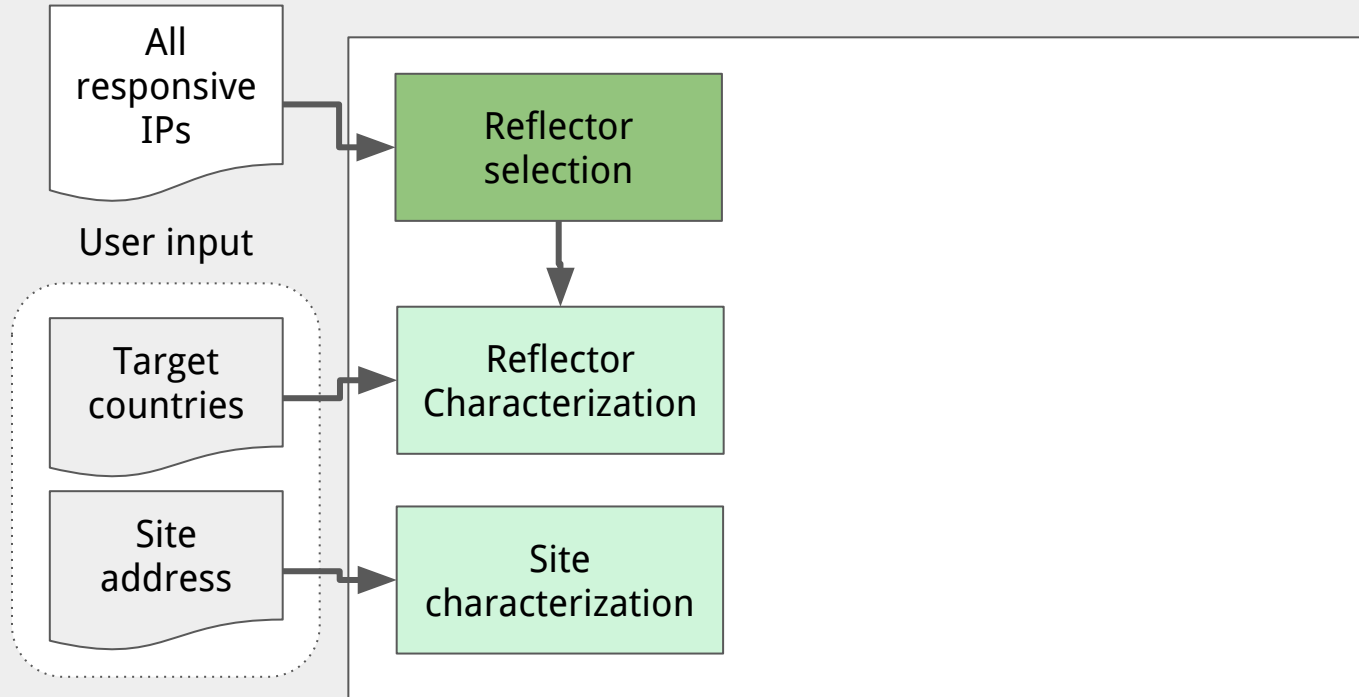 All
responsive
IPs
Reflector
selection
User input
Target
countries
Reflector
Characterization
Site
address
Site
characterization